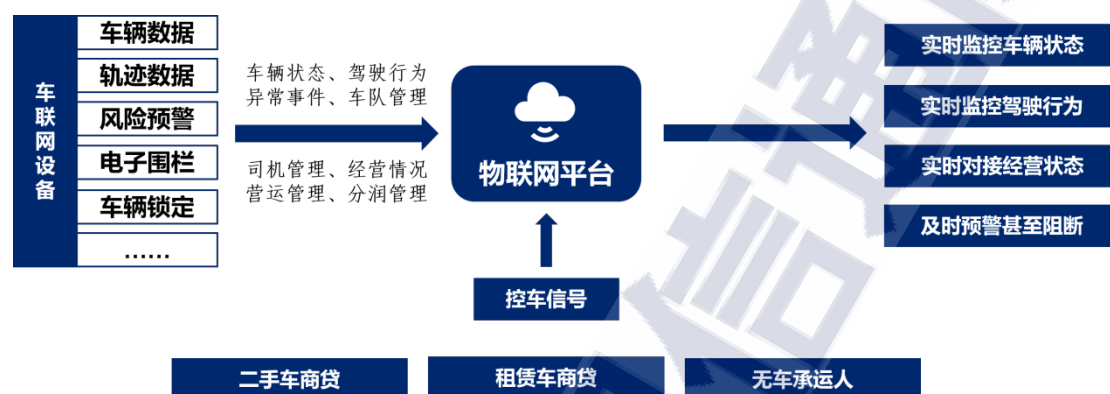 车联网设备
车辆数据
轨迹数据
风险预警
电子围栏
车辆锁定
……
车辆状态、驾驶行为
异常事件、车队管理
司机管理、经营情况
营运管理、分润管理
物联网平台
控车信号
实时监控车辆状态
实时监控驾驶行为
实时对接经营状态
及时预警甚至阻断
二手车商贷
租赁车商贷
无车承运人